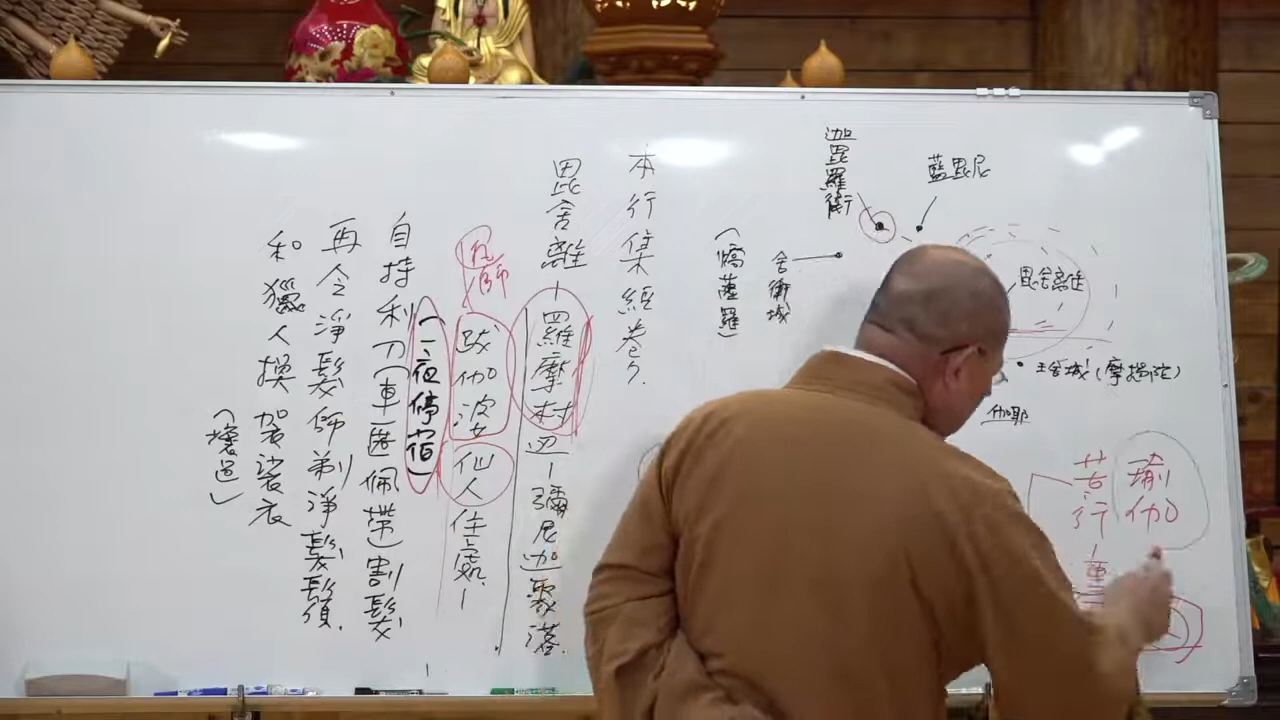 迦毘羅衛
藍毘尼
舍衛城
(憍薩羅)
毘舍離
王舍城(摩揭陀)
伽耶
瑜伽
苦行
本行集經卷
毘舍離-羅摩村辺-彌尼迦聚落.
跋伽婆仙人住處.-
(一夜停宿)
自持利刀(車匿佩帶)割髮
再令淨髮師剃淨髮鬚.
和獵人換袈裟衣
(壞色)